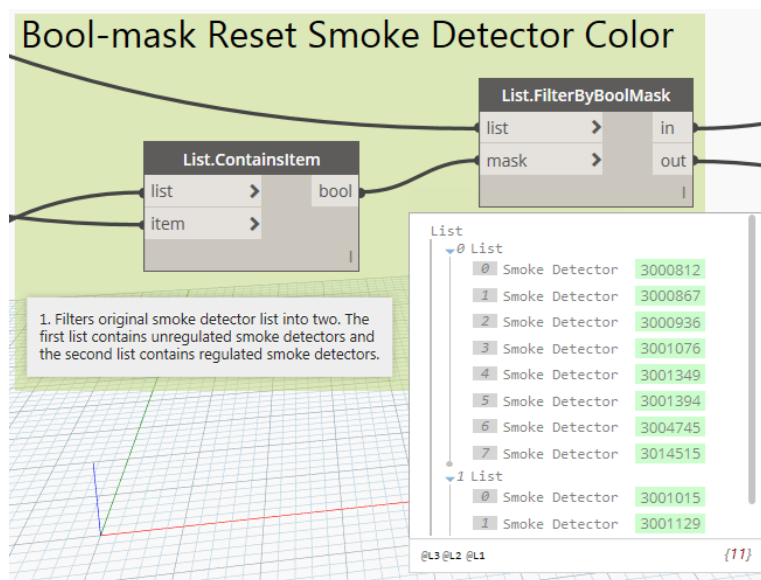 Bool-mask Reset Smoke Detector Color
List.FilterByBoolMask
list > in
mask > out
l
List.ContainsItem
list > bool
item >
l
1. Filters original smoke detector list into two. The
first list contains unregulated smoke detectors and
the second list contains regulated smoke detectors.
List
0 List
0 Smoke Detector 3000812
1 Smoke Detector 3000867
2 Smoke Detector 3000936
3 Smoke Detector 3001076
4 Smoke Detector 3001349
5 Smoke Detector 3001394
6 Smoke Detector 3004745
7 Smoke Detector 3014515
1 List
0 Smoke Detector 3001015
1 Smoke Detector 3001129
@L3 @L2 @L1 {11}